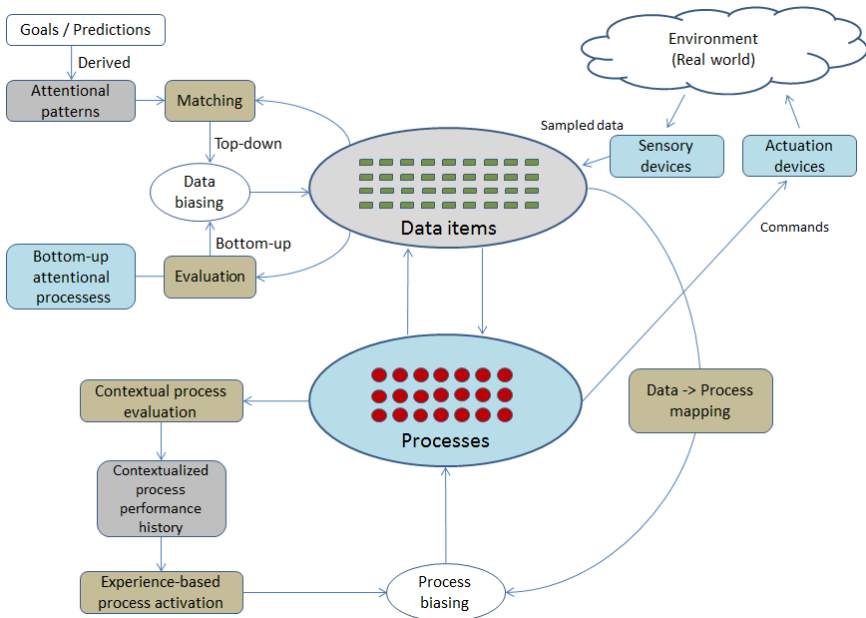 Goals / Predictions
Derived
Attentional
patterns
Matching
Top-down
Data
biasing
Bottom-up
Bottom-up
attentional
processess
Evaluation
Data items
Environment
(Real world)
Sampled data
Sensory
devices
Actuation
devices
Commands
Processes
Data -> Process
mapping
Contextual process
evaluation
Contextualized
process
performance
history
Experience-based
process activation
Process
biasing